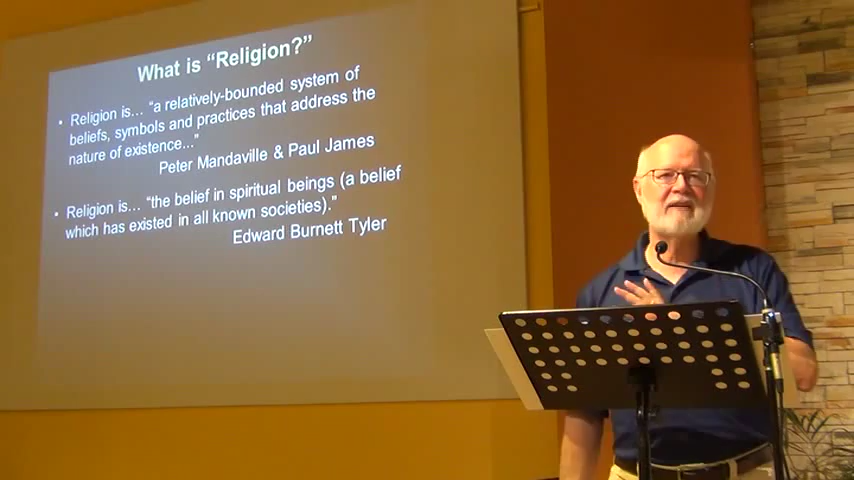 What is “Religion?”
• Religion is... “a relatively-bounded system of
beliefs, symbols and practices that address the
nature of existence...”
Peter Mandaville & Paul James
• Religion is... “the belief in spiritual beings (a belief
which has existed in all known societies).”
Edward Burnett Tyler